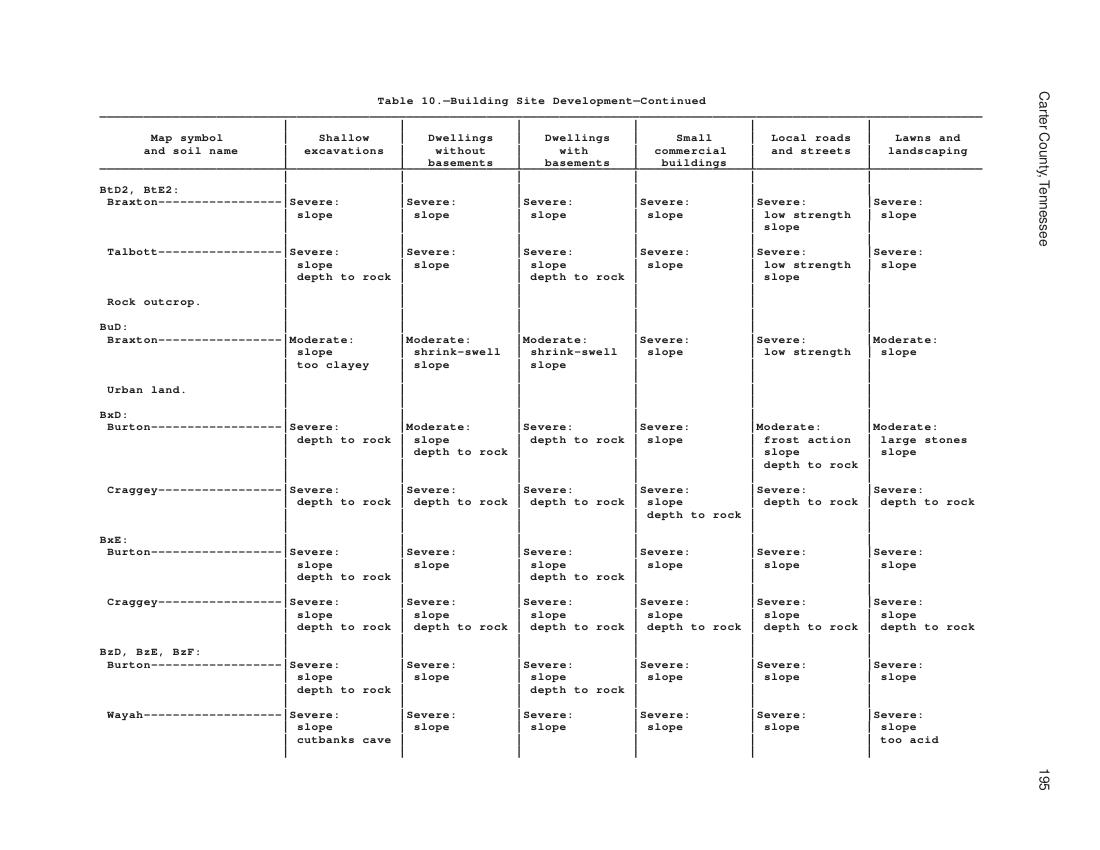 Table 10.—Building Site Development—Continued
Map symbol | Shallow | Dwellings | Dwellings | Small | Local roads | Lawns and
and soil name | excavations | without | with | commercial | and streets | landscaping
basements | basements | buildings
BtD2, BtE2:
Braxton-----------------|Severe: |Severe: |Severe: |Severe: |Severe: |Severe:
slope | slope | slope | slope | low strength | slope
slope
Talbott-----------------|Severe: |Severe: |Severe: |Severe: |Severe: |Severe:
slope | slope | slope | slope | low strength | slope
depth to rock | depth to rock | slope
Rock outcrop.
BuD:
Braxton-----------------|Moderate: |Moderate: |Moderate: |Severe: |Severe: |Moderate:
slope | shrink-swell | shrink-swell | slope | low strength | slope
too clayey | slope | slope
Urban land.
BxD:
Burton------------------|Severe: |Moderate: |Severe: |Severe: |Moderate: |Moderate:
depth to rock | slope | depth to rock | slope | frost action | large stones
depth to rock | slope | slope
depth to rock
Craggey-----------------|Severe: |Severe: |Severe: |Severe: |Severe: |Severe:
depth to rock | depth to rock | depth to rock | slope | depth to rock | depth to rock
depth to rock
BxE:
Burton------------------|Severe: |Severe: |Severe: |Severe: |Severe: |Severe:
slope | slope | slope | slope | slope | slope
depth to rock | depth to rock
Craggey-----------------|Severe: |Severe: |Severe: |Severe: |Severe: |Severe:
slope | slope | slope | slope | slope | slope
depth to rock | depth to rock | depth to rock | depth to rock | depth to rock | depth to rock
BzD, BzE, BzF:
Burton------------------|Severe: |Severe: |Severe: |Severe: |Severe: |Severe:
slope | slope | slope | slope | slope | slope
depth to rock | depth to rock
Wayah-------------------|Severe: |Severe: |Severe: |Severe: |Severe: |Severe:
slope | slope | slope | slope | slope | slope
cutbanks cave | too acid
Carter County, Tennessee
195